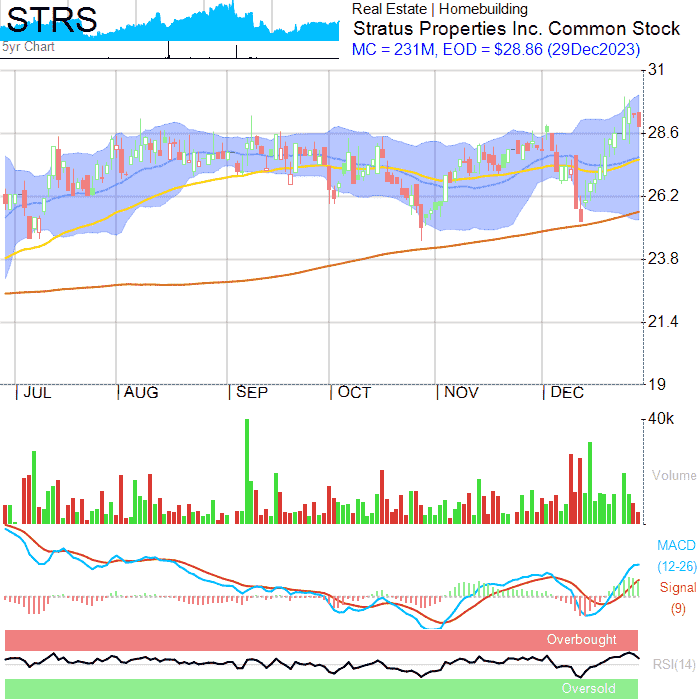 STRS
5yr Chart
Real Estate | Homebuilding
Stratus Properties Inc. Common Stock
MC = 231M, EOD = $28.86 (29Dec2023)
31
28.6
26.2
23.8
21.4
19
JUL AUG SEP OCT NOV DEC
40k
Volume
MACD
(12-26)
Signal
(9)
Overbought
RSI(14)
Oversold